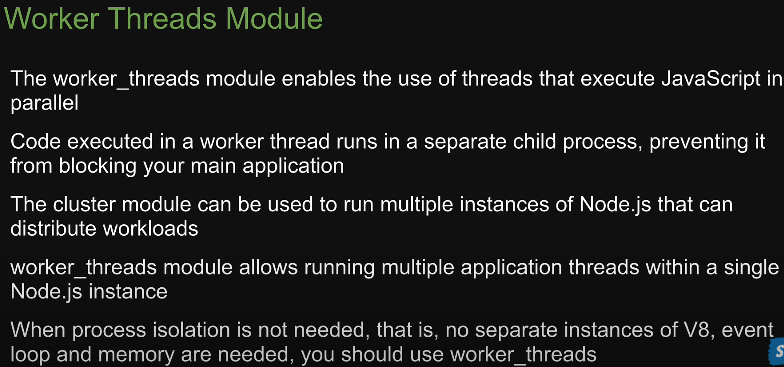 Worker Threads Module
The worker_threads module enables the use of threads that execute JavaScript in
parallel
Code executed in a worker thread runs in a separate child process, preventing it
from blocking your main application
The cluster module can be used to run multiple instances of Node.js that can
distribute workloads
worker_threads module allows running multiple application threads within a single
Node.js instance
When process isolation is not needed, that is, no separate instances of V8, event
loop and memory are needed, you should use worker_threads
S